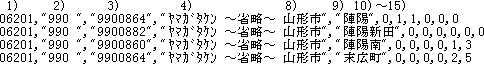 1) 2) 3) 4) 8) 9) 10)～15)
06201,"990 ","9900864","ﾔﾏｶﾞﾀｹﾝ ～省略～ 山形市","陣場",0,1,1,0,0,0
06201,"990 ","9900882","ﾔﾏｶﾞﾀｹﾝ ～省略～ 山形市","陣場新田",0,0,0,0,0,0
06201,"990 ","9900860","ﾔﾏｶﾞﾀｹﾝ ～省略～ 山形市","陣場南",0,0,0,0,1,3
06201,"990 ","9900864","ﾔﾏｶﾞﾀｹﾝ ～省略～ 山形市","末広町",0,0,0,0,2,5